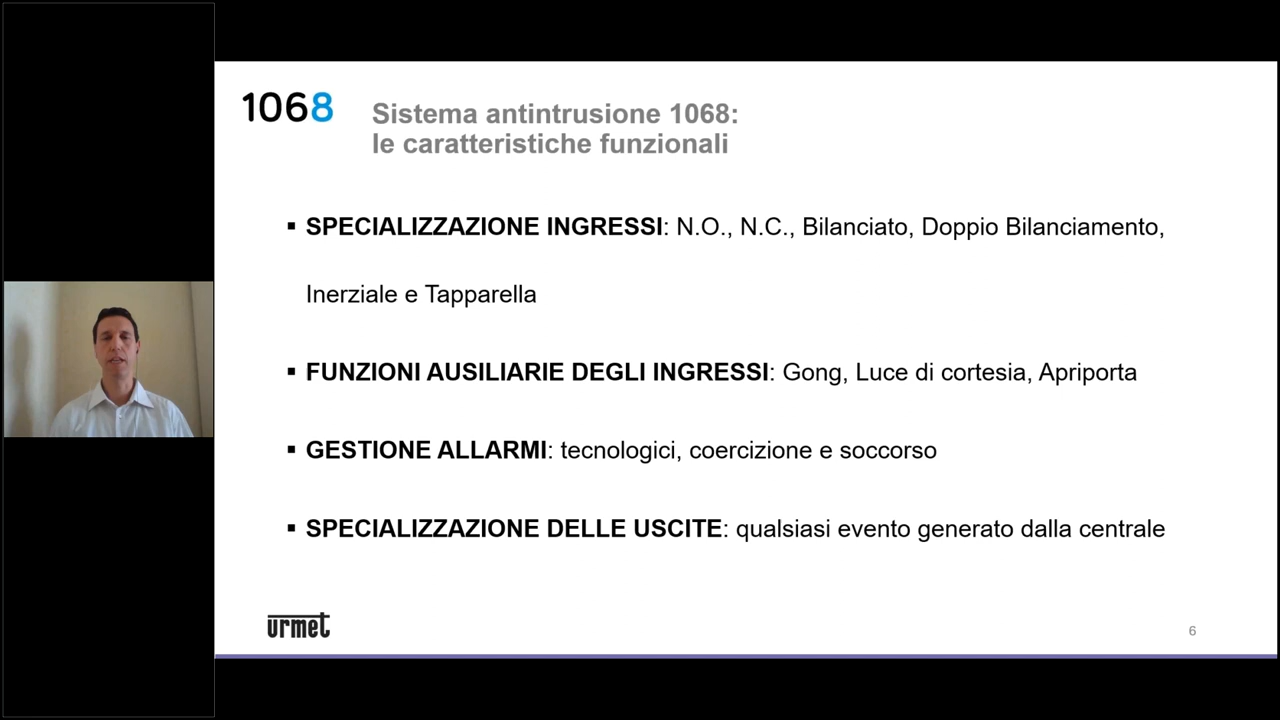 1068
Sistema antintrusione 1068:
le caratteristiche funzionali
▪ SPECIALIZZAZIONE INGRESSI: N.O., N.C., Bilanciato, Doppio Bilanciamento,
Inerziale e Tapparella
▪ FUNZIONI AUSILIARIE DEGLI INGRESSI: Gong, Luce di cortesia, Apriporta
▪ GESTIONE ALLARMI: tecnologici, coercizione e soccorso
▪ SPECIALIZZAZIONE DELLE USCITE: qualsiasi evento generato dalla centrale
urmet
6